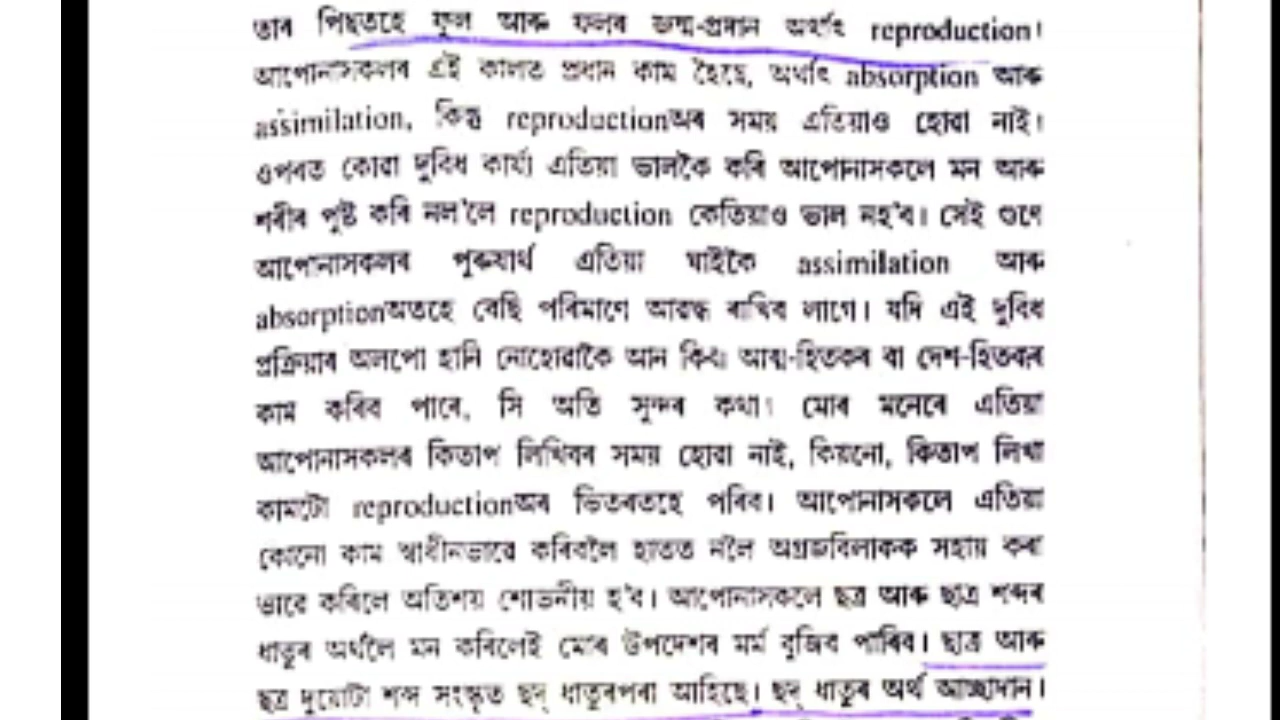 তাৰ পিছতহে ফুল আৰু ফলৰ জন্ম-প্ৰদান অৰ্থাৎ reproduction।
আপোনাসকলৰ এই কালত প্ৰধান কাম হৈছে, অৰ্থাৎ absorption আৰু
assimilation, কিন্তু reproductionঅৰ সময় এতিয়াও হোৱা নাই।
ওপৰত কোৱা দুবিধ কাৰ্য্য এতিয়া ভালকৈ কৰি আপোনাসকলে মন আৰু
শৰীৰ পুষ্ট কৰি নল'লে reproduction কেতিয়াও ভাল নহ'ব। সেই গুণে
আপোনাসকলৰ পুৰুষাৰ্থ এতিয়া ঘাইকৈ assimilation আৰু
absorptionঅতহে বেছি পৰিমাণে আৱদ্ধ ৰাখিব লাগে। যদি এই দুবিধ
প্ৰক্ৰিয়াৰ অলপো হানি নোহোৱাকৈ আন কিবা আত্ম-হিতকৰ বা দেশ-হিতকৰ
কাম কৰিব পাৰে, সি অতি সুন্দৰ কথা। মোৰ মনেৰে এতিয়া
আপোনাসকলৰ কিতাপ লিখিবৰ সময় হোৱা নাই, কিয়নো, কিতাপ লিখা
কামটো reproductionঅৰ ভিতৰতহে পৰিব। আপোনাসকলে এতিয়া
কোনো কাম স্বাধীনভাৱে কৰিবলৈ হাতত নলৈ অগ্ৰজবিলাকক সহায় কৰা
ভাৱে কৰিলে অতিশয় শোভনীয় হ'ব। আপোনাসকলে ছত্ৰ আৰু ছাত্ৰ শব্দৰ
ধাতুৰ অৰ্থলৈ মন কৰিলেই মোৰ উপদেশৰ মৰ্ম বুজিব পাৰিব। ছাত্ৰ আৰু
ছত্ৰ দুয়োটা শব্দ সংস্কৃত ছদ্ ধাতুৰপৰা আহিছে। ছদ্ ধাতুৰ অৰ্থ আচ্ছাদান।